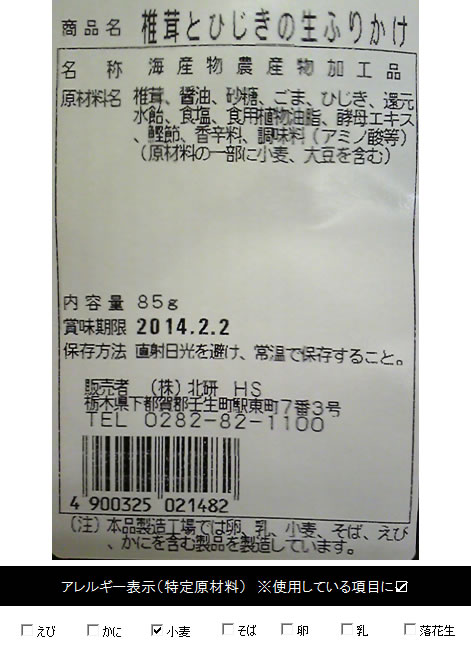 商品名 椎茸とひじきの生ふりかけ
名称 海産物農産物加工品
原材料名 椎茸、醤油、砂糖、ごま、ひじき、還元
水飴、食塩、食用植物油脂、酵母エキス
、鰹節、香辛料、調味料（アミノ酸等）
（原材料の一部に小麦、大豆を含む）
内容量 85g
賞味期限 2014.2.2
保存方法 直射日光を避け、常温で保存すること。
販売者 （株）北研 HS
栃木県下都賀郡壬生町駅東町7番3号
TEL 0282-82-1100
4 900325 021482
（注）本品製造工場では卵、乳、小麦、そば、えび
、かにを含む製品を製造しています。
アレルギー表示（特定原材料） ※使用している項目に☑
☐えび ☐かに ☑小麦 ☐そば ☐卵 ☐乳 ☐落花生